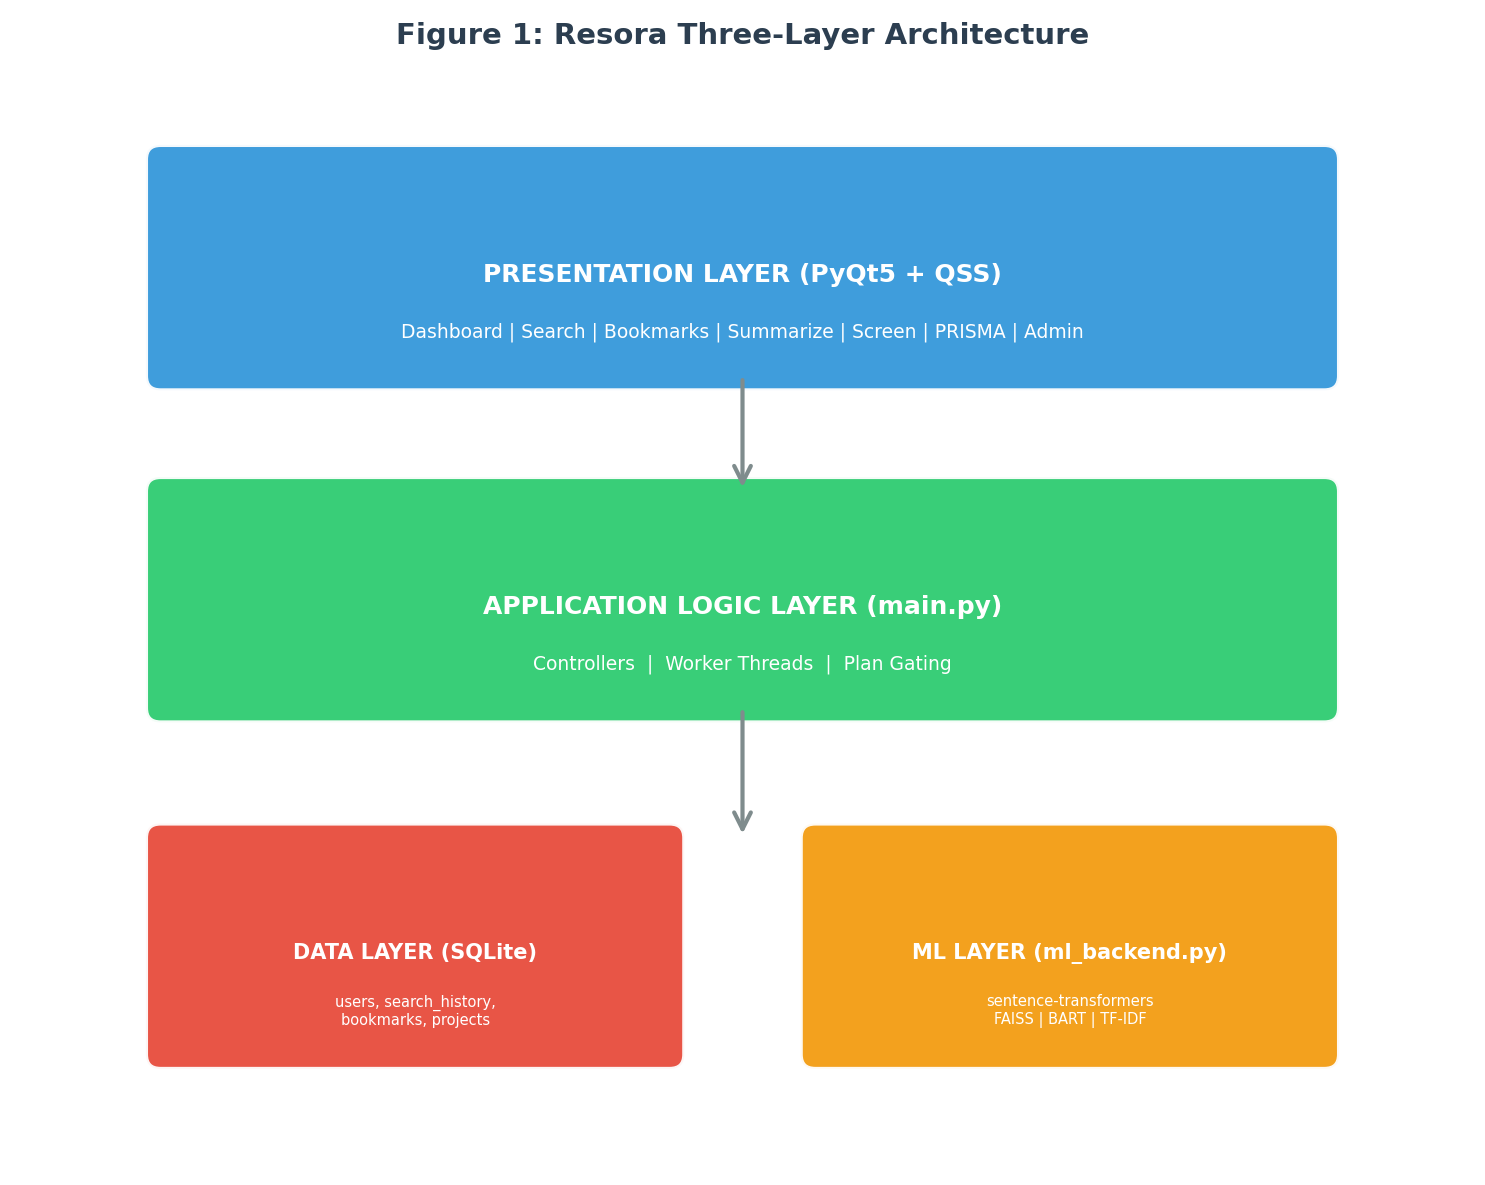 Figure 1: Resora Three-Layer Architecture
PRESENTATION LAYER (PyQt5 + QSS)
Dashboard | Search | Bookmarks | Summarize | Screen | PRISMA | Admin
APPLICATION LOGIC LAYER (main.py)
Controllers  |  Worker Threads  |  Plan Gating
DATA LAYER (SQLite)
users, search_history,
bookmarks, projects
ML LAYER (ml_backend.py)
sentence-transformers
FAISS | BART | TF-IDF